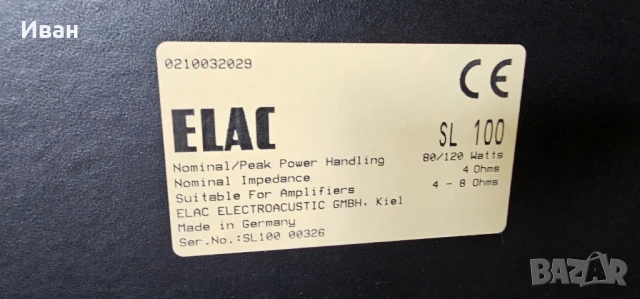 Иван
0210032029
CE
ELAC
SL 100
Nominal/Peak Power Handling 80/120 Watts
Nominal Impedance 4 Ohms
Suitable For Amplifiers 4 - 8 Ohms
ELAC ELECTROACUSTIC GMBH. Kiel
Made in Germany
Ser.No.:SL100 00326
BAZAR